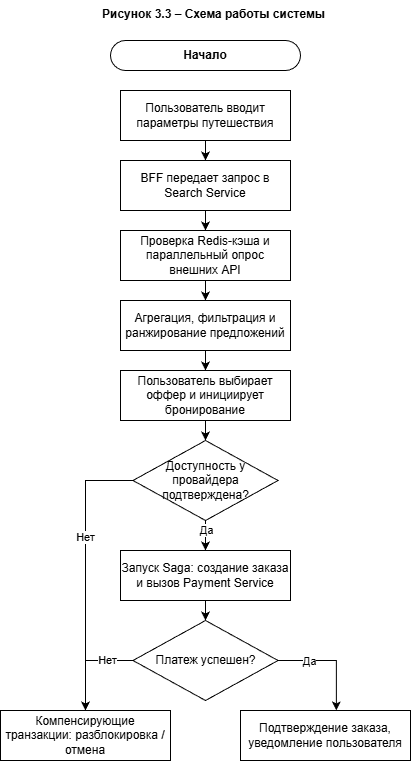 Рисунок 3.3 – Схема работы системы
Начало
Пользователь вводит
параметры путешествия
BFF передает запрос в
Search Service
Проверка Redis-кэша и
параллельный опрос
внешних API
Агрегация, фильтрация и
ранжирование предложений
Пользователь выбирает
оффер и инициирует
бронирование
Доступность у
провайдера
подтверждена?
Нет
Да
Запуск Saga: создание заказа
и вызов Payment Service
Платеж успешен?
Нет
Да
Компенсирующие
транзакции: разблокировка /
отмена
Подтверждение заказа,
уведомление пользователя